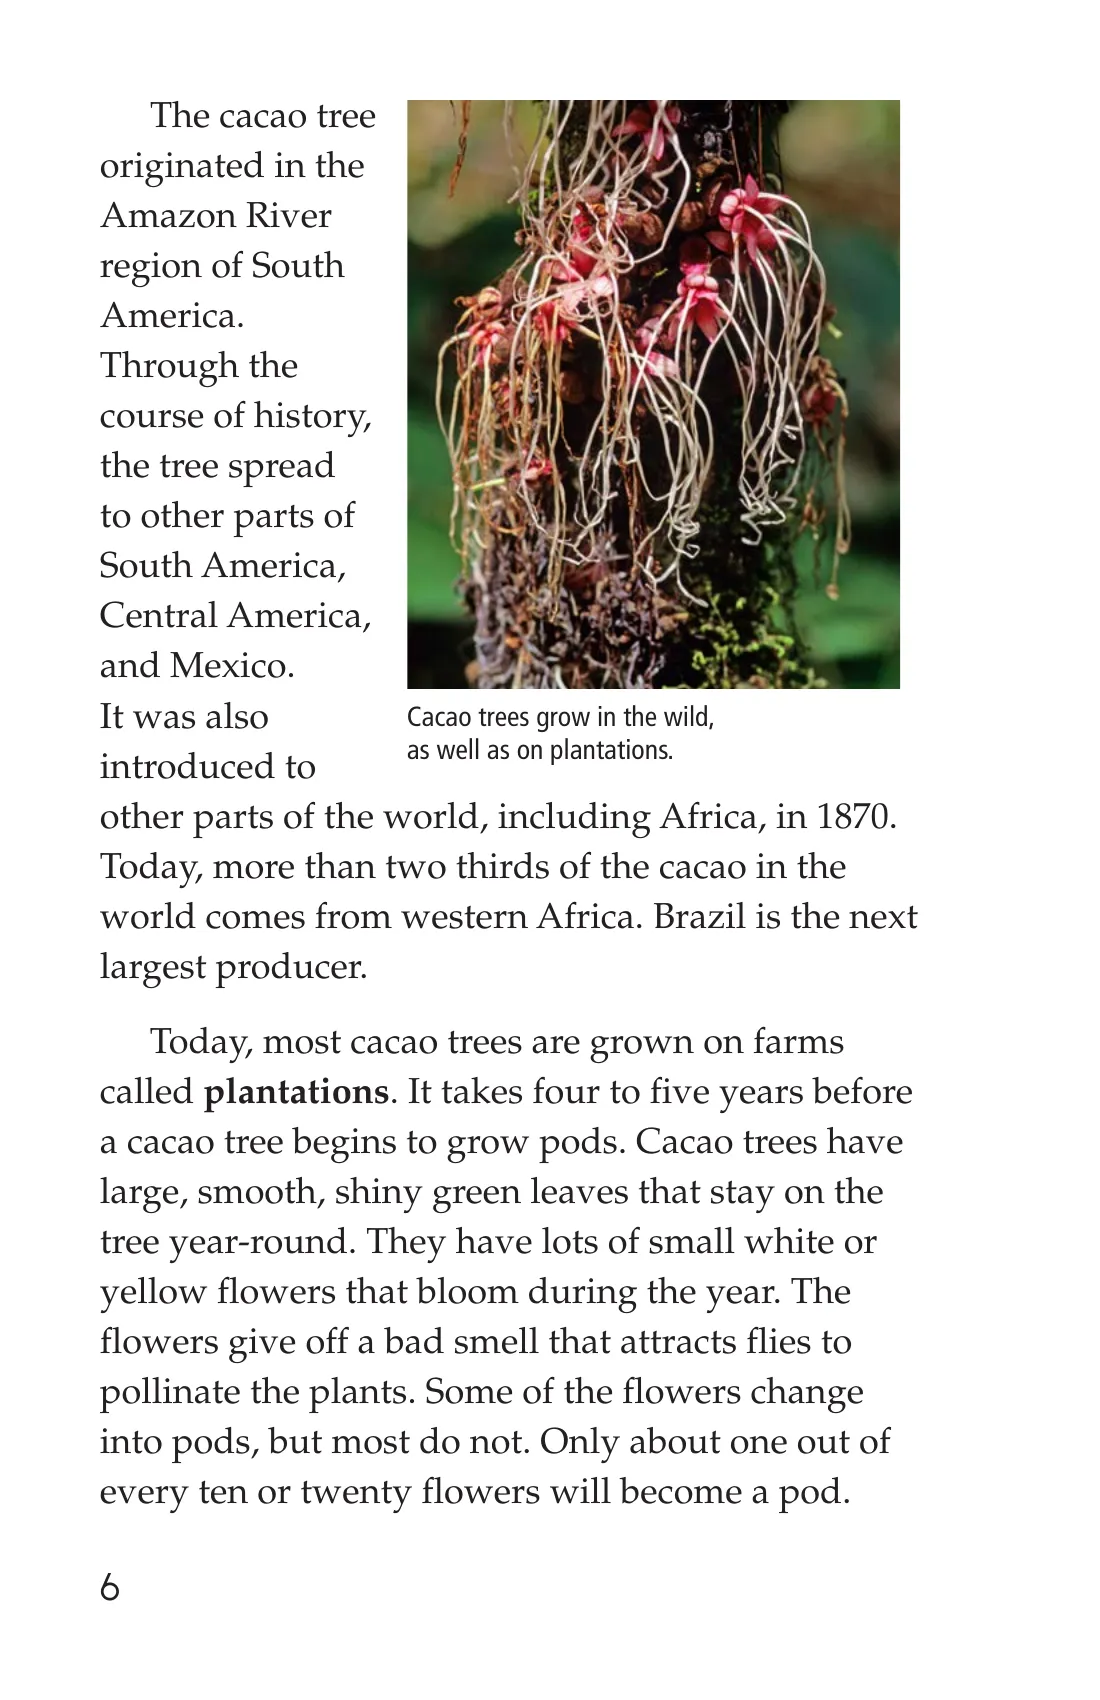 The cacao tree
originated in the
Amazon River
region of South
America.
Through the
course of history,
the tree spread
to other parts of
South America,
Central America,
and Mexico.
It was also
introduced to
other parts of the world, including Africa, in 1870.
Today, more than two thirds of the cacao in the
world comes from western Africa. Brazil is the next
largest producer.
Cacao trees grow in the wild,
as well as on plantations.
Today, most cacao trees are grown on farms
called plantations. It takes four to five years before
a cacao tree begins to grow pods. Cacao trees have
large, smooth, shiny green leaves that stay on the
tree year-round. They have lots of small white or
yellow flowers that bloom during the year. The
flowers give off a bad smell that attracts flies to
pollinate the plants. Some of the flowers change
into pods, but most do not. Only about one out of
every ten or twenty flowers will become a pod.
6